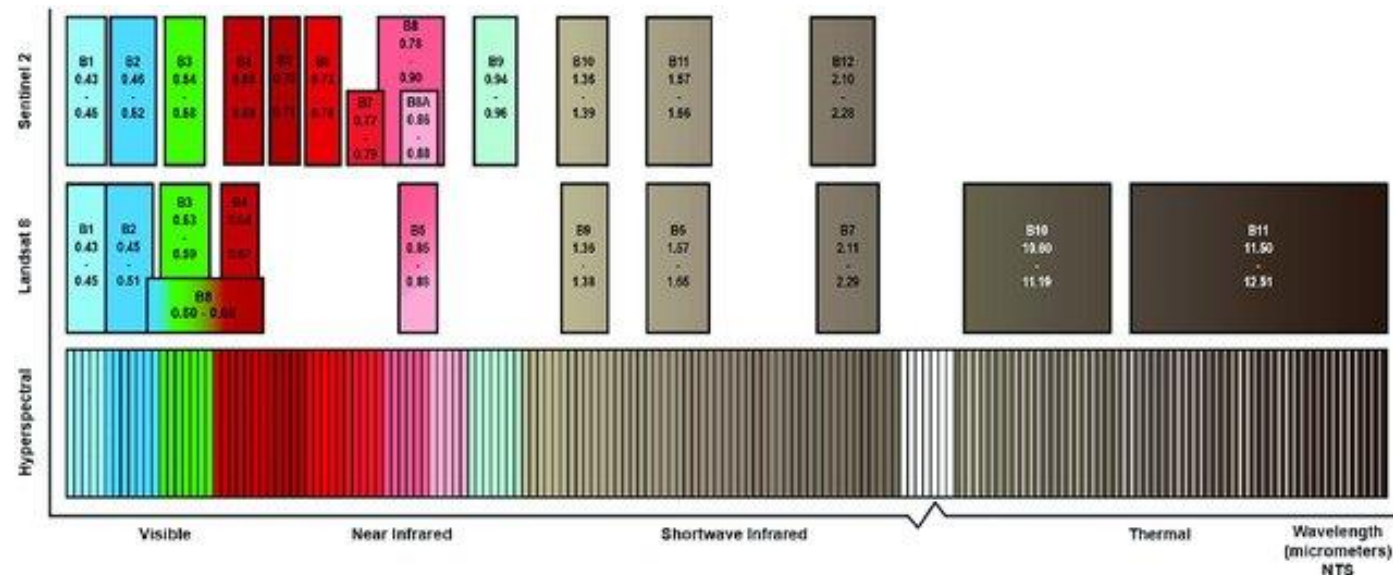 Sentinel 2
B1
0.43
-
0.45
B2
0.46
-
0.52
B3
0.54
-
0.58
B7
0.77
-
0.79
B8
0.78
-
0.90
B8A
0.86
-
0.88
B9
0.94
-
0.96
B10
1.36
-
1.39
B11
1.57
-
1.66
B12
2.10
-
2.28
Landsat 8
B1
0.43
-
0.45
B2
0.45
-
0.51
B3
0.53
-
0.59
B4
B8
0.50 -
B5
0.85
-
0.88
B9
1.36
-
1.38
1.57
-
1.65
B7
2.11
-
2.29
B10
10.60
-
11.19
B11
11.50
-
12.51
Hyperspectral
Visible
Near Infrared
Shortwave Infrared
Thermal
Wavelength
(micrometers)
NTS